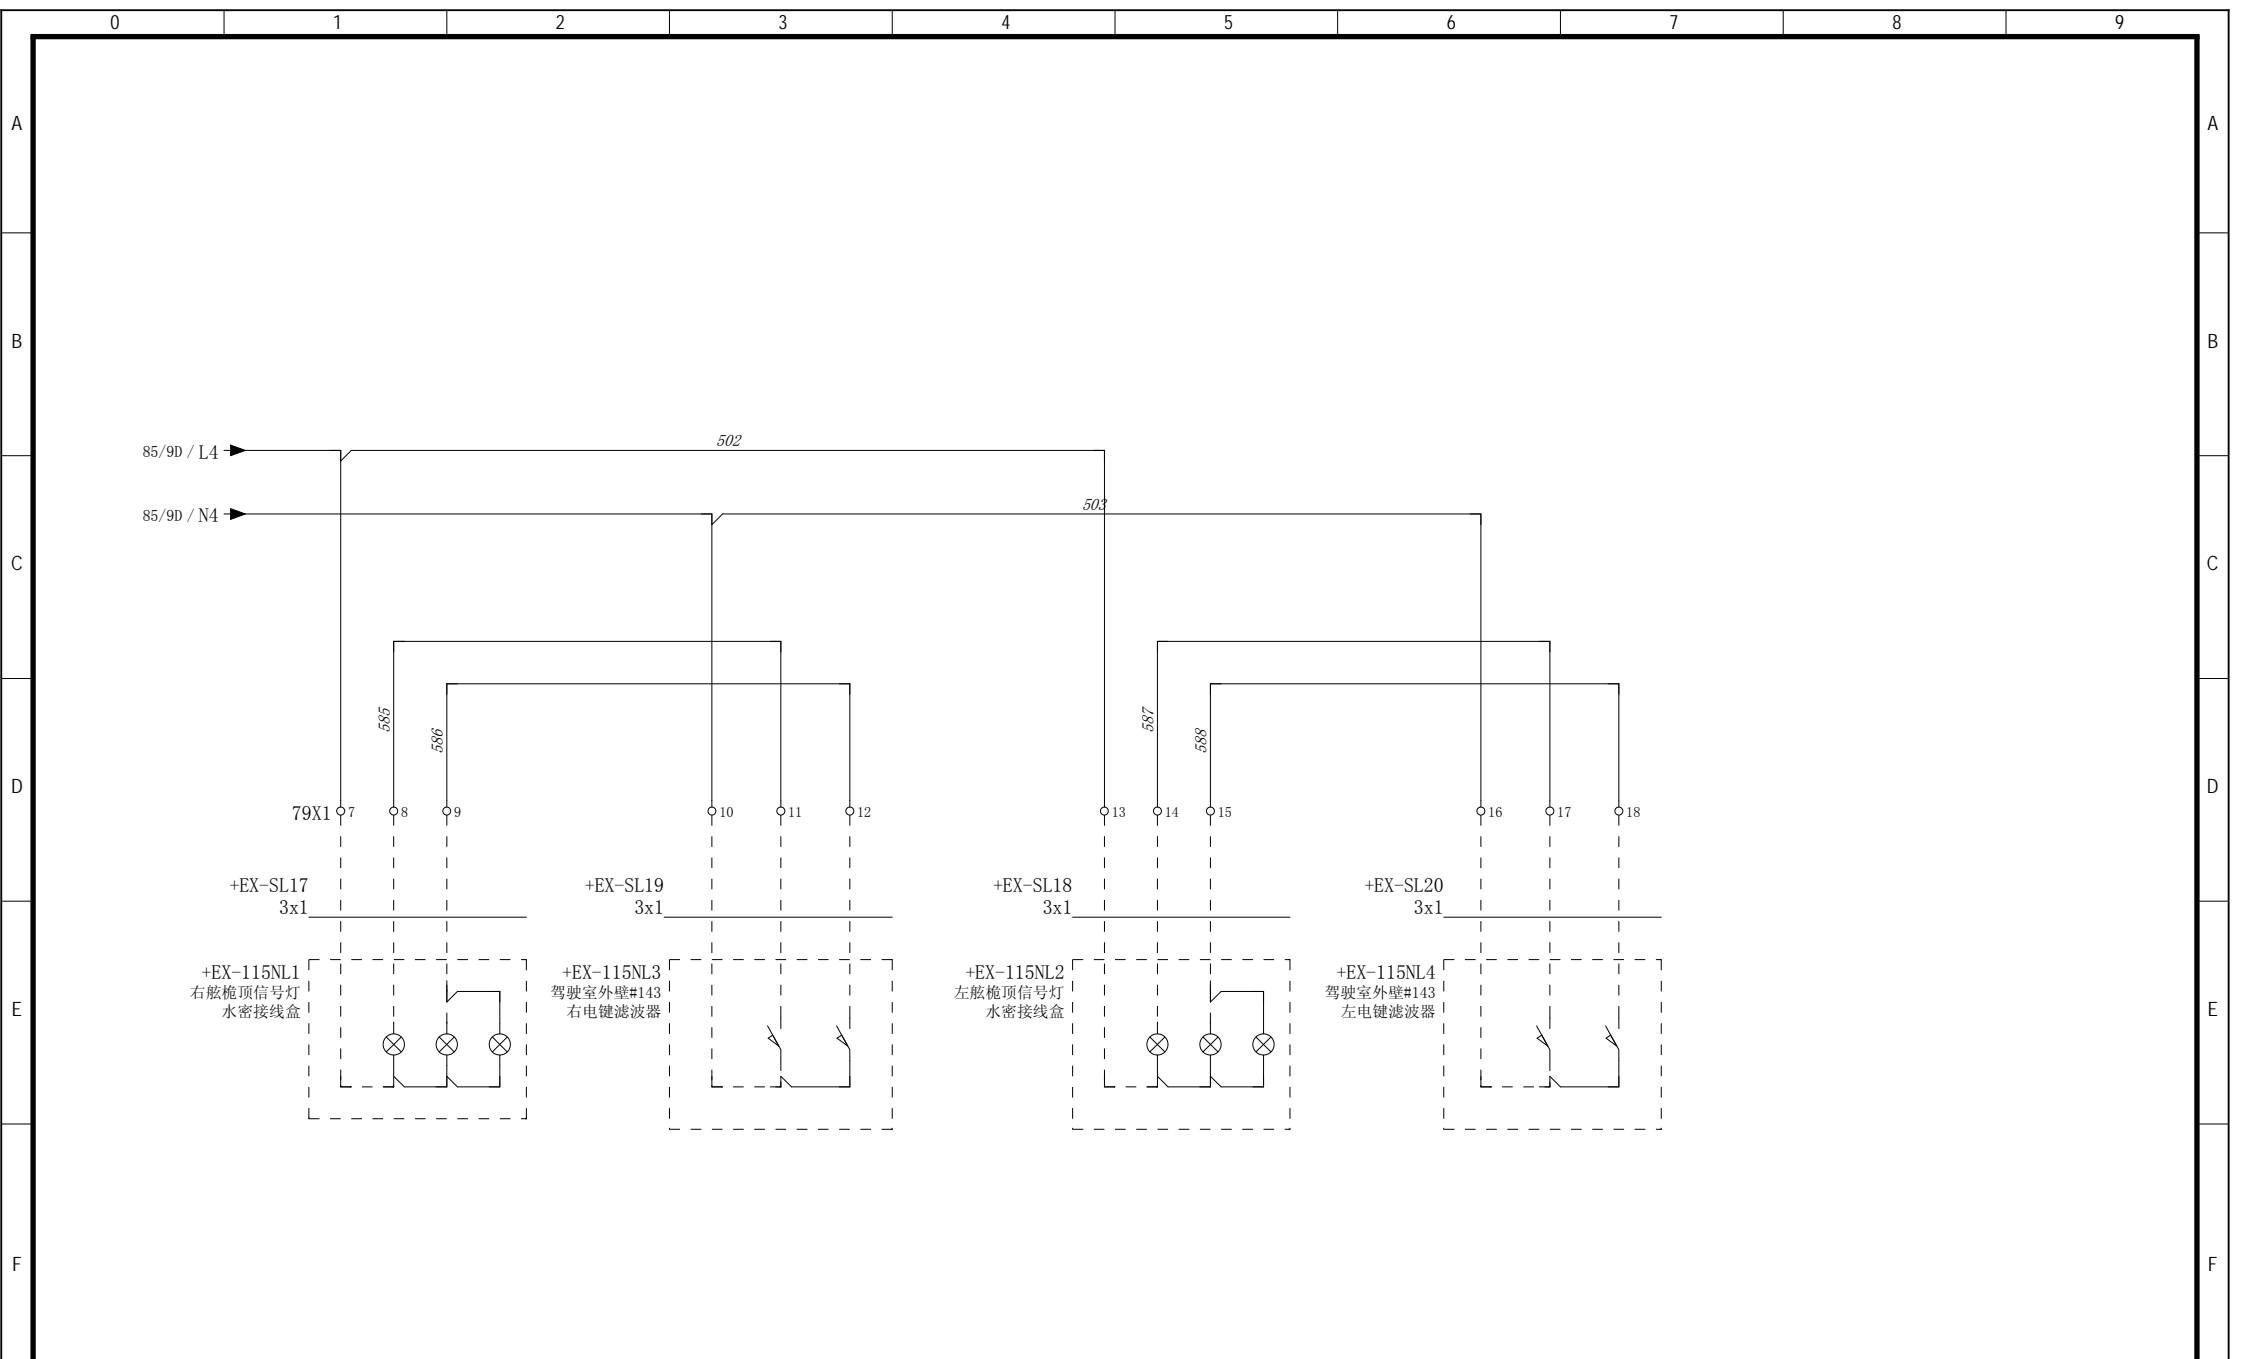 0 1 2 3 4 5 6 7 8 9
A A
B B
502
85/9D / L4
503
85/9D / N4
C C
585
586
587
588
D D
79X1 7 8 9 10 11 12 13 14 15 16 17 18
+EX-SL17
3x1
+EX-SL19
3x1
+EX-SL18
3x1
+EX-SL20
3x1
+EX-115NL1
右舷桅顶信号灯
水密接线盒
+EX-115NL3
驾驶室外壁#143
右电键滤波器
+EX-115NL2
左舷桅顶信号灯
水密接线盒
+EX-115NL4
驾驶室外壁#143
左电键滤波器
E E
F F